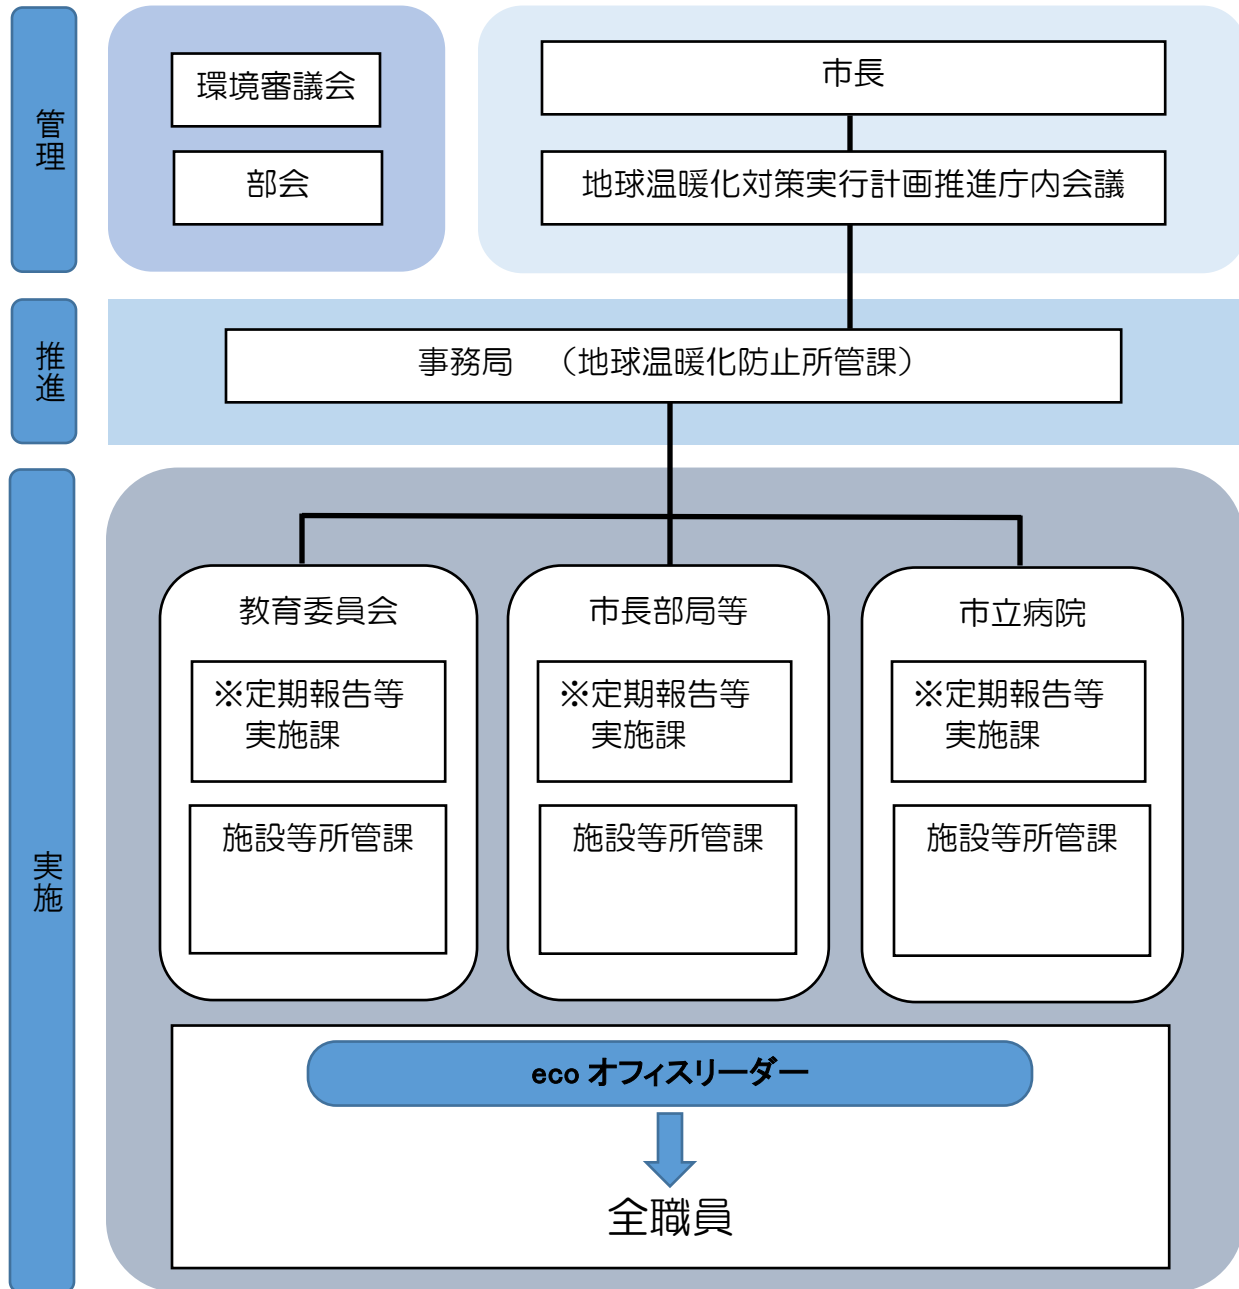 管理
環境審議会
部会
市長
地球温暖化対策実行計画推進庁内会議
推進
事務局　（地球温暖化防止所管課）
実施
教育委員会
※定期報告等
実施課
施設等所管課
市長部局等
※定期報告等
実施課
施設等所管課
市立病院
※定期報告等
実施課
施設等所管課
eco オフィスリーダー
全職員